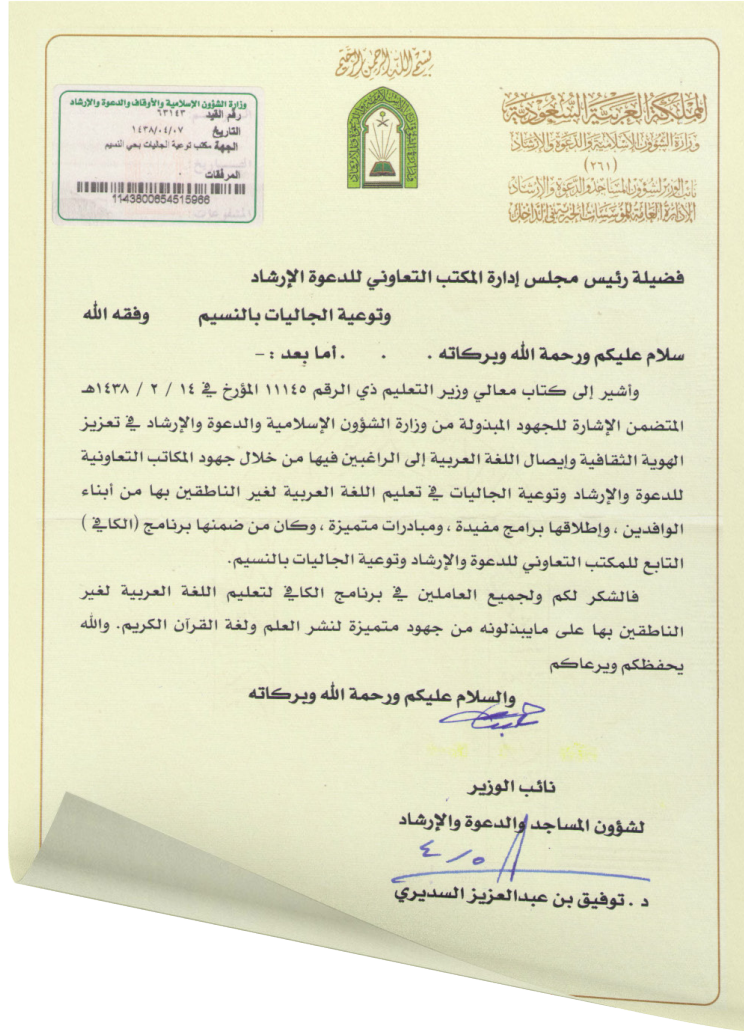 بسم الله الرحمن الرحيم
المملكة العربية السعودية
وزارة الشؤون الإسلامية والدعوة والإرشاد
(٢٦١)
نائب الوزير لشؤون المساجد والدعوة والإرشاد
الإدارة العامة للمؤسسات الخيرية في الداخل
وزارة الشؤون الإسلامية والأوقاف والدعوة والإرشاد
رقم القيد ٦٣١٤٣
التاريخ ١٤٣٨/٠٤/٠٧
الجهة مكتب توعية الجاليات بحي النسيم
المرفقات
1143800654515966
فضيلة رئيس مجلس إدارة المكتب التعاوني للدعوة الإرشاد
وتوعية الجاليات بالنسيم وفقه الله
سلام عليكم ورحمة الله وبركاته . . . أما بعد : –
وأشير إلى كتاب معالي وزير التعليم ذي الرقم ١١١٤٥ المؤرخ في ١٤ / ٢ / ١٤٣٨هـ
المتضمن الإشارة للجهود المبذولة من وزارة الشؤون الإسلامية والدعوة والإرشاد في تعزيز
الهوية الثقافية وإيصال اللغة العربية إلى الراغبين فيها من خلال جهود المكاتب التعاونية
للدعوة والإرشاد وتوعية الجاليات في تعليم اللغة العربية لغير الناطقين بها من أبناء
الوافدين ، وإطلاقها برامج مفيدة ، ومبادرات متميزة ، وكان من ضمنها برنامج (الكافي )
التابع للمكتب التعاوني للدعوة والإرشاد وتوعية الجاليات بالنسيم.
فالشكر لكم ولجميع العاملين في برنامج الكافي لتعليم اللغة العربية لغير
الناطقين بها على مايبذلونه من جهود متميزة لنشر العلم ولغة القرآن الكريم. والله
يحفظكم ويرعاكم
والسلام عليكم ورحمة الله وبركاته
نائب الوزير
لشؤون المساجد والدعوة والإرشاد
٤/٥
د . توفيق بن عبدالعزيز السديري